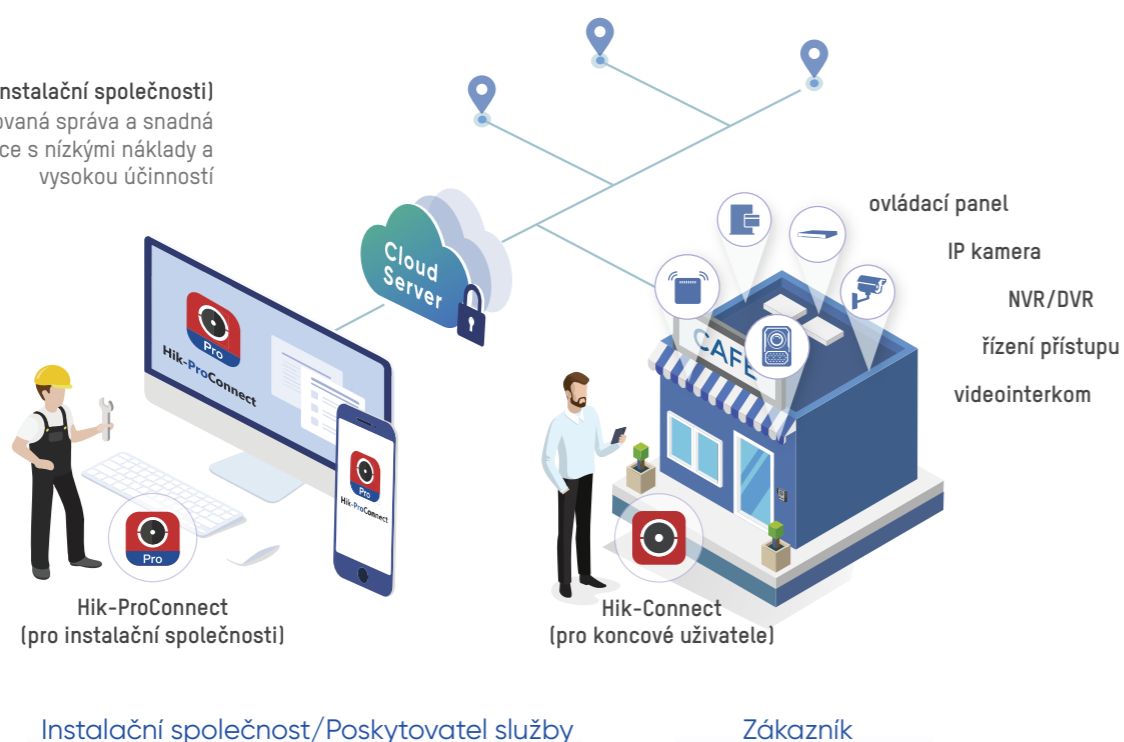 nstalační společnosti)
ovaná správa a snadná
ce s nízkými náklady a
vysokou účinností
ovládací panel
IP kamera
NVR/DVR
řízení přístupu
videointerkom
Cloud
Server
CAFE
Pro
Hik-ProConnect
Pro
Hik-ProConnect
Pro
Hik-ProConnect
(pro instalační společnosti)
Hik-Connect
(pro koncové uživatele)
Instalační společnost/Poskytovatel služby
Zákazník